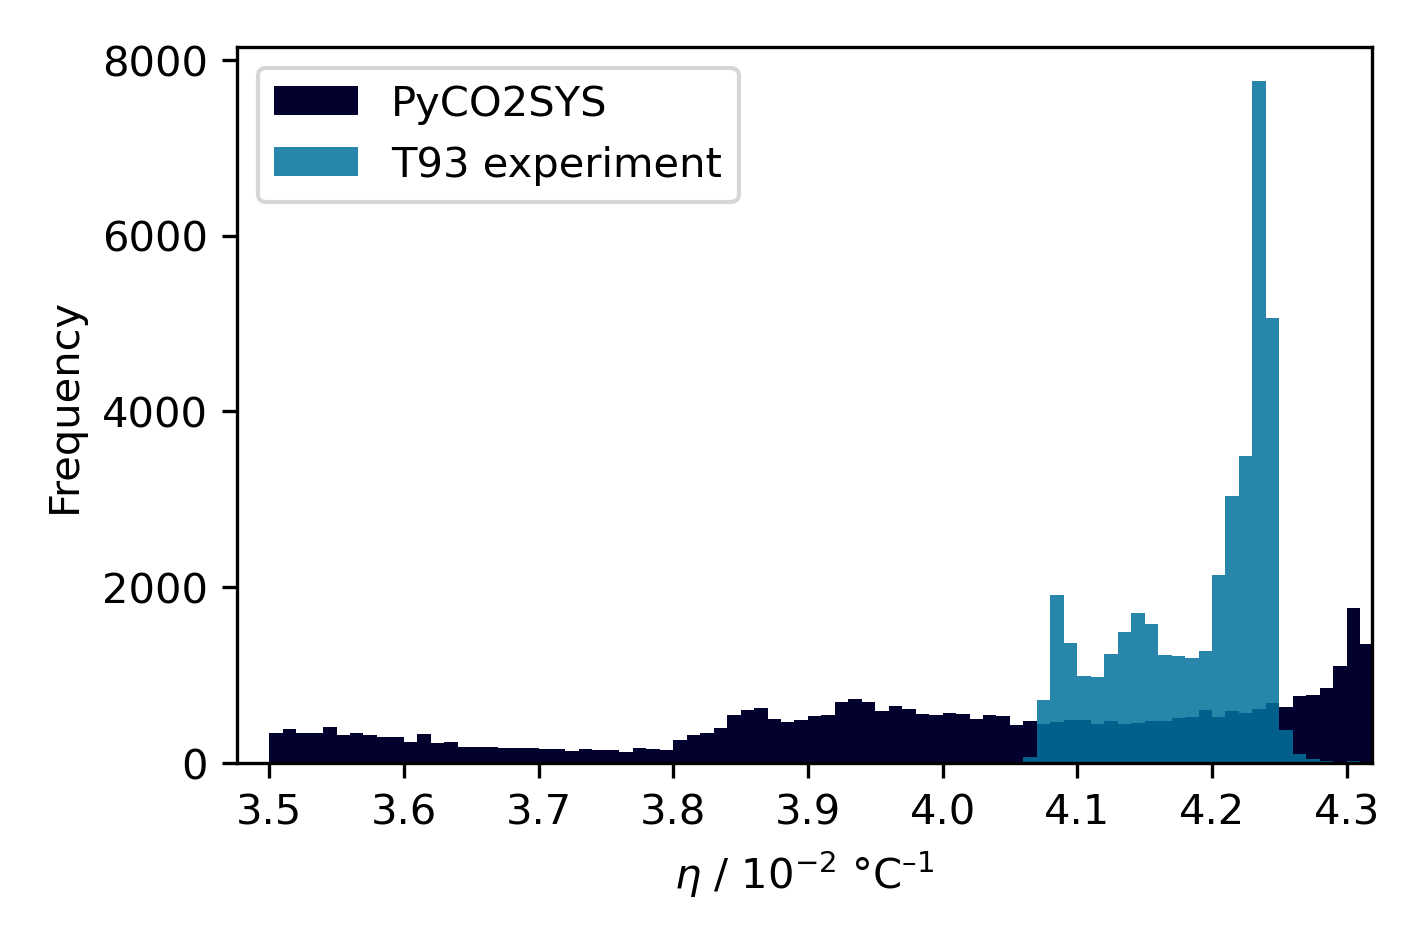 8000
6000
4000
2000
0
Frequency
PyCO2SYS
T93 experiment
3.5 3.6 3.7 3.8 3.9 4.0 4.1 4.2 4.3
η / 10⁻² °C⁻¹